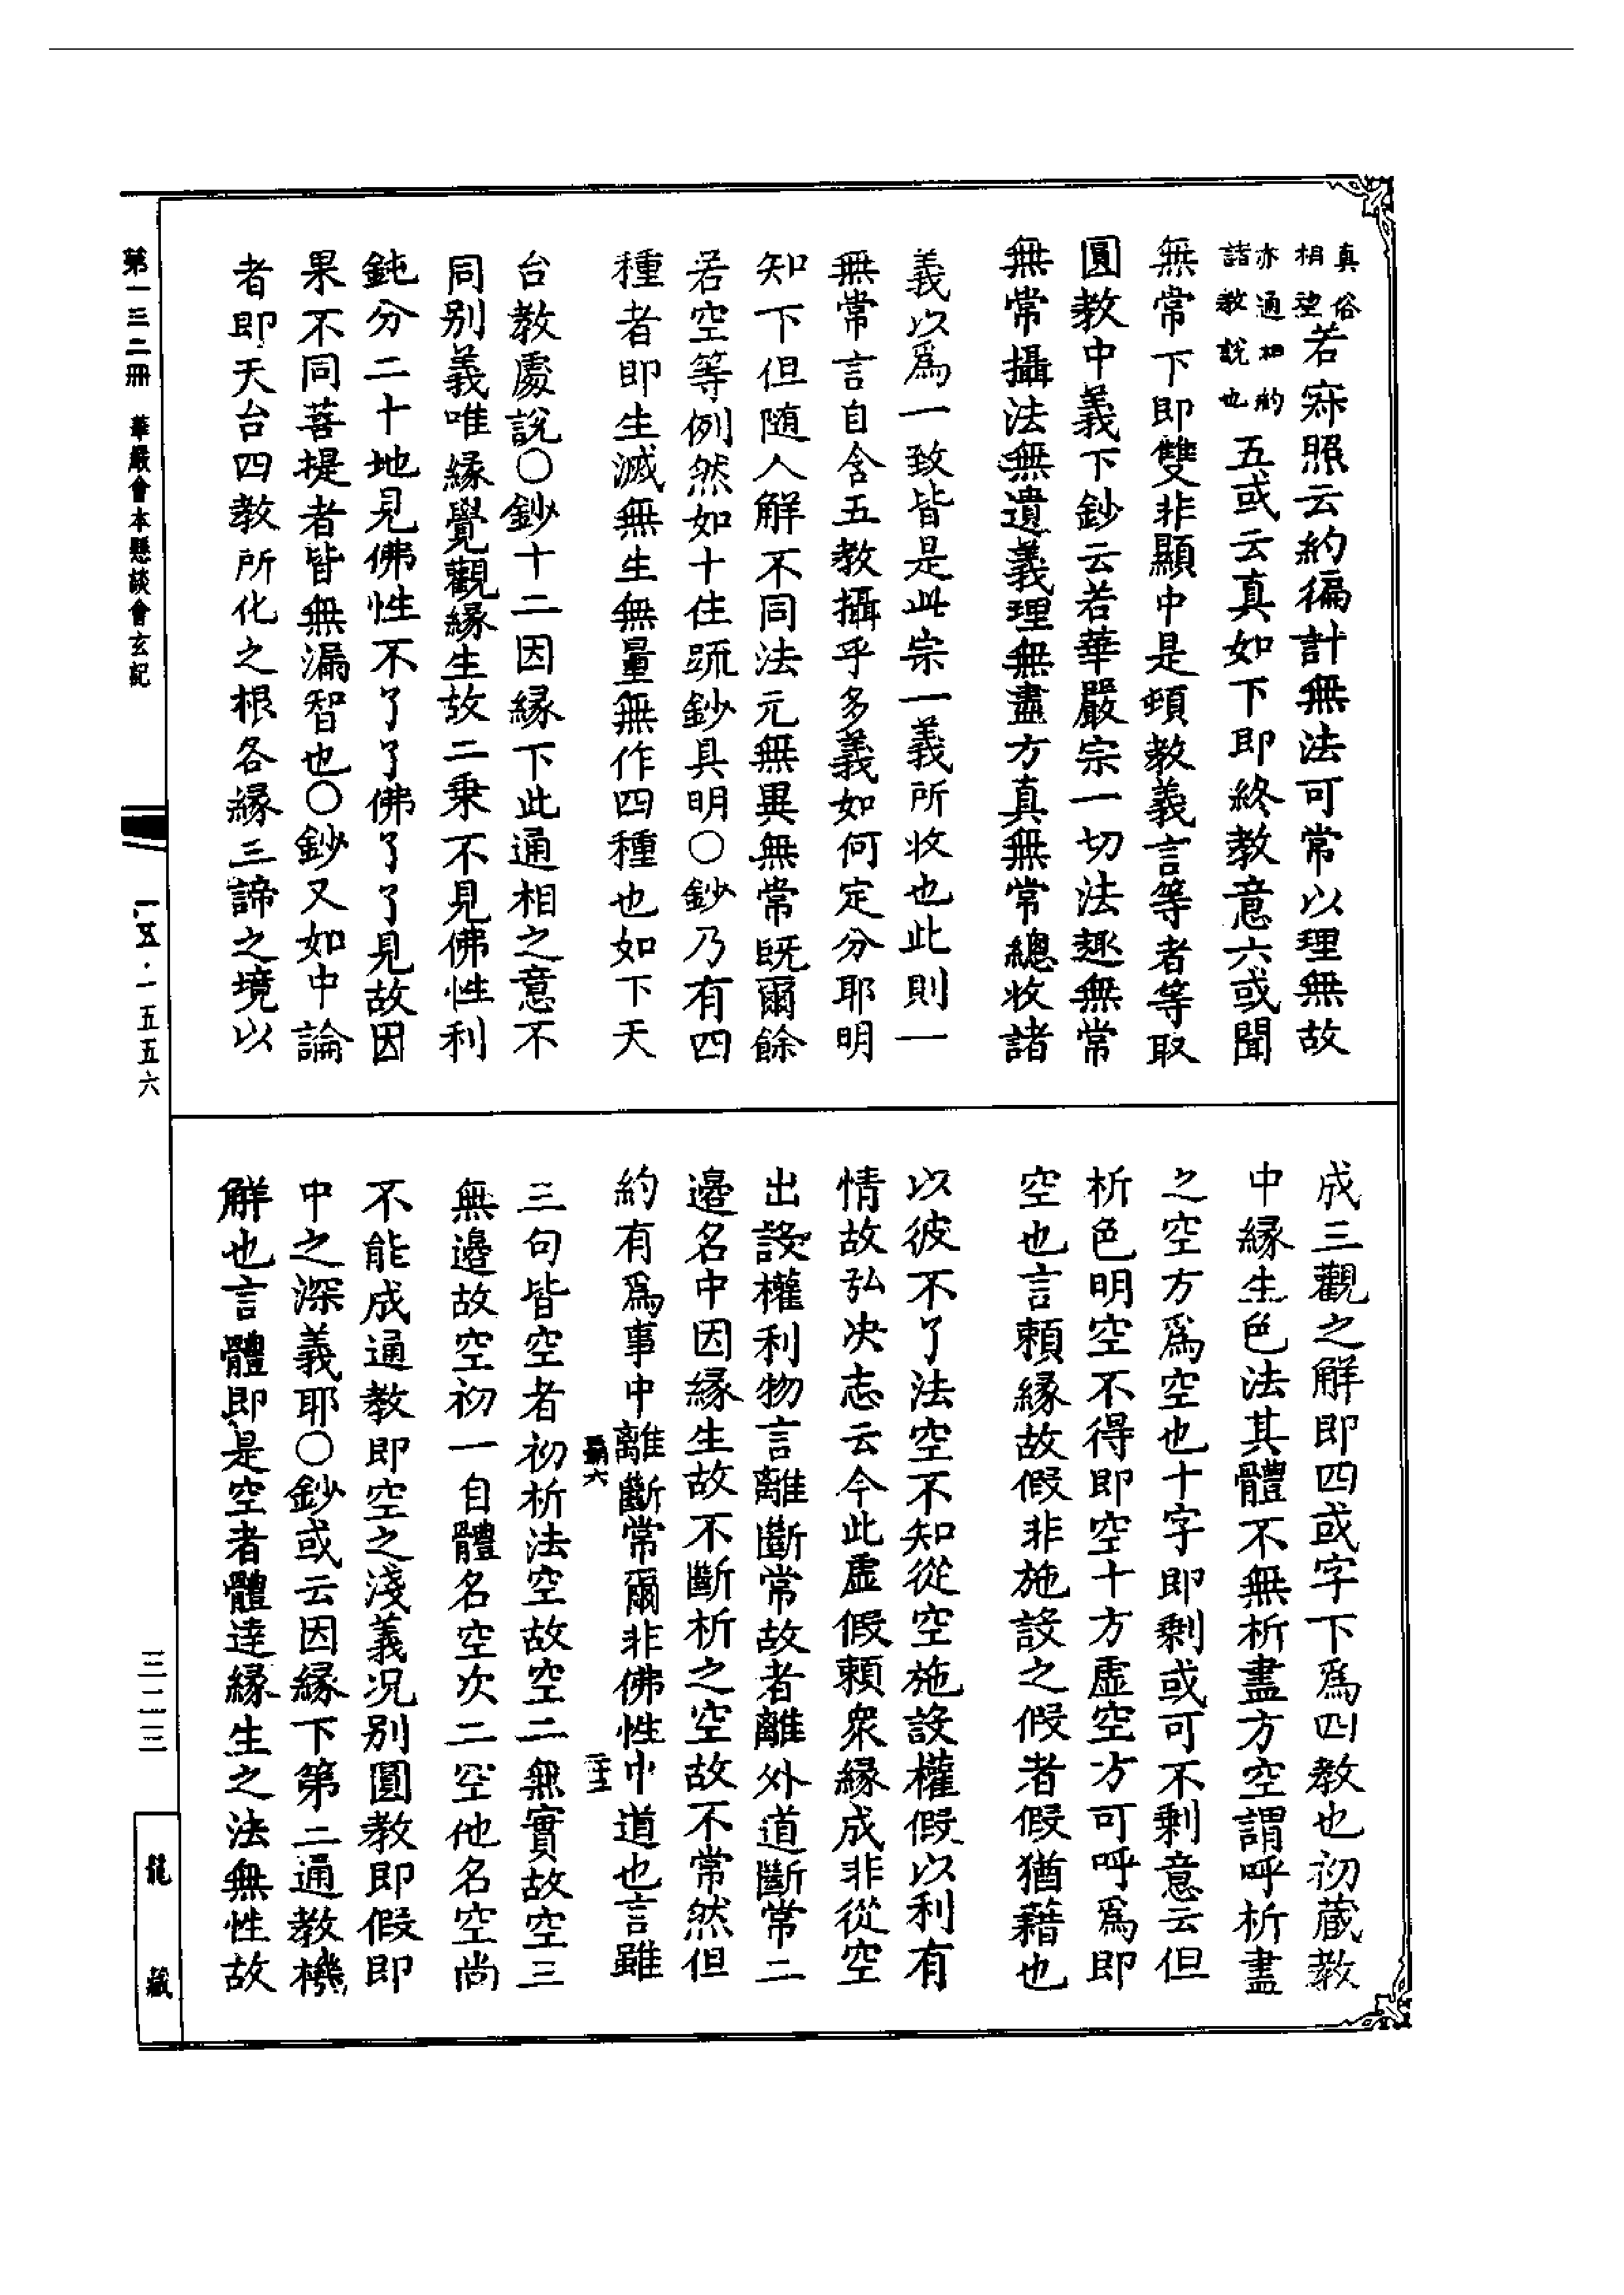 真俗
相望
若寂照云約徧計無法可常以理無故
亦通相約
諸教說也
五或云真如下即終教意六或聞
無常下即雙非顯中是頓教義言等者等取
圓教中義下鈔云若華嚴宗一切法趣無常
無常攝法無遺義理無盡方真無常總收諸
義以爲一致皆是此宗一義所收也此則一
無常言自含五教攝乎多義如何定分耶明
知下但随人解不同法元無異無常既爾餘
若空等例然如十住䟽鈔具明〇鈔乃有四
種者即生滅無生無量無作四種也如下天
台教處說〇鈔十二因緣下此通相之意不
同別義唯緣覺觀緣生故二乗不見佛性利
鈍分二十地見佛性不了了佛了了見故因
果不同菩提者皆無漏智也〇鈔又如中論
者即天台四教所化之根各緣三諦之境以
成三觀之解即四或字下爲四教也初藏教
中緣生色法其體不無析盡方空謂呼析盡
之空方爲空也十字即剩或可不剩意云但
析色明空不得即空十方虛空方可呼爲即
空也言賴緣故假非施設之假者假猶藉也
以彼不了法空不知從空施設權假以利有
情故弘决志云今此虛假賴衆緣成非從空
出設權利物言離斷常故者離外道斷常二
邊名中因緣生故不斷析之空故不常然但
約有爲事中離斷常爾非佛性中道也言雖
三句皆空者初析法空故空二無實故空三
無邊故空初一自體名空次二空他名空尚
不能成通教即空之淺義况別圓教即假即
中之深義耶〇鈔或云因緣下第二通教機
解也言體即是空者體達緣生之法無性故
第一三二冊 華嚴會本懸談會玄記
一五·一五五六
三二三
龍藏